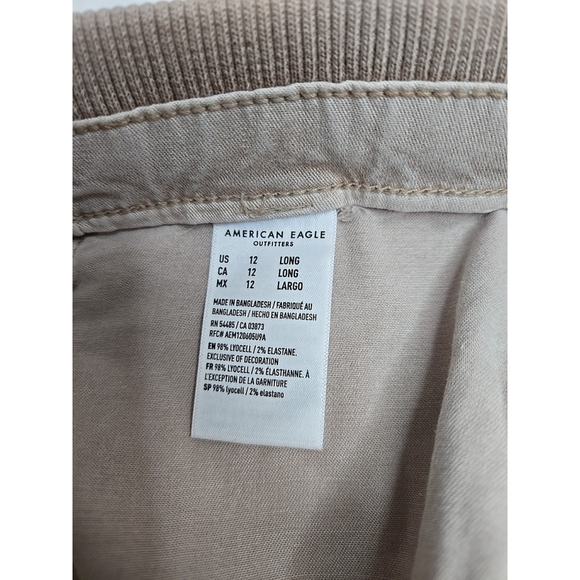 AMERICAN EAGLE
OUTFITTERS
US 12 LONG
CA 12 LONG
MX 12 LARGO
MADE IN BANGLADESH / FABRIQUÉ AU
BANGLADESH / HECHO EN BANGLADESH
RN 54485 / CA 03873
RFC# AEM120605U9A
EN 98% LYOCELL / 2% ELASTANE.
EXCLUSIVE OF DECORATION
FR 98% LYOCELL / 2% ÉLASTHANNE. À
L'EXCEPTION DE LA GARNITURE
SP 98% lyocell / 2% elastano